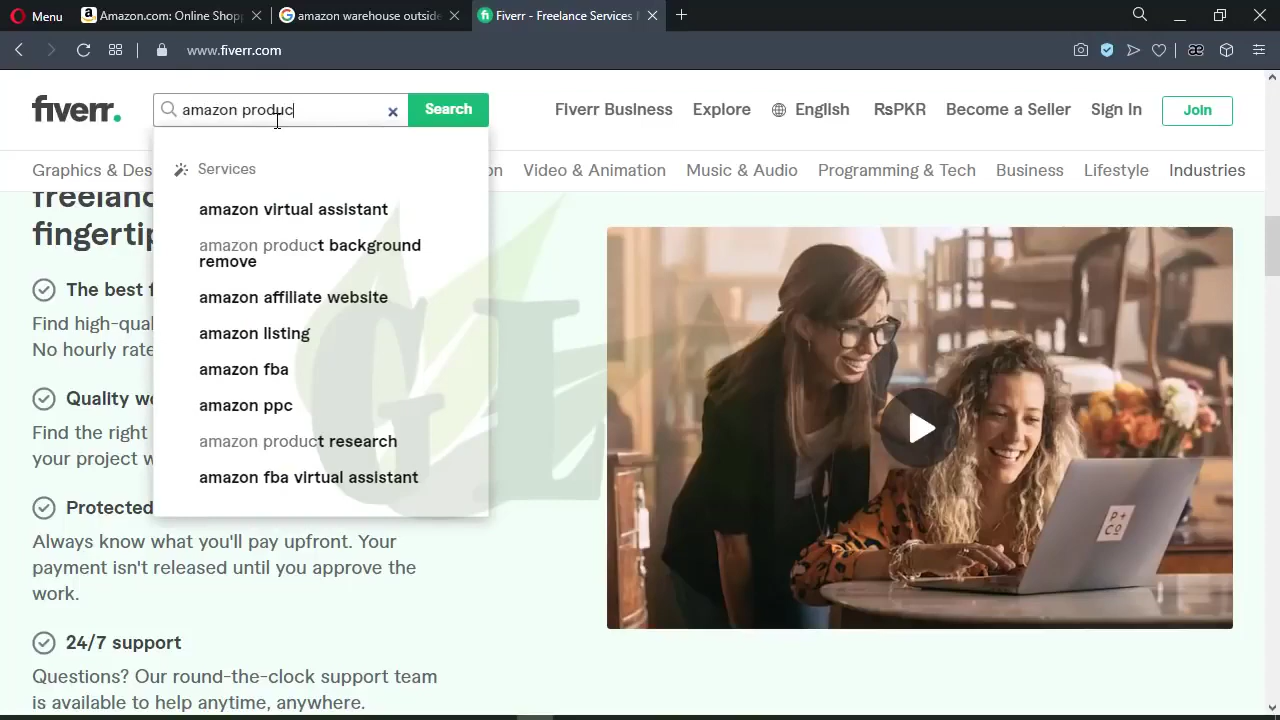 Menu
Amazon.com: Online Shop
amazon warehouse outside
Fiverr - Freelance Services
www.fiverr.com
fiverr.
amazon produc
Search
Fiverr Business
Explore
English
RsPKR
Become a Seller
Sign In
Join
Graphics & Des
on
Video & Animation
Music & Audio
Programming & Tech
Business
Lifestyle
Industries
freelanc
fingertip
Services
amazon virtual assistant
amazon product background
remove
amazon affiliate website
amazon listing
amazon fba
amazon ppc
amazon product research
amazon fba virtual assistant
The best f
Find high-qual
No hourly rate
Quality wo
Find the right
your project w
Protected
Always know what you'll pay upfront. Your
payment isn't released until you approve the
work.
24/7 support
Questions? Our round-the-clock support team
is available to help anytime, anywhere.
P+
CO